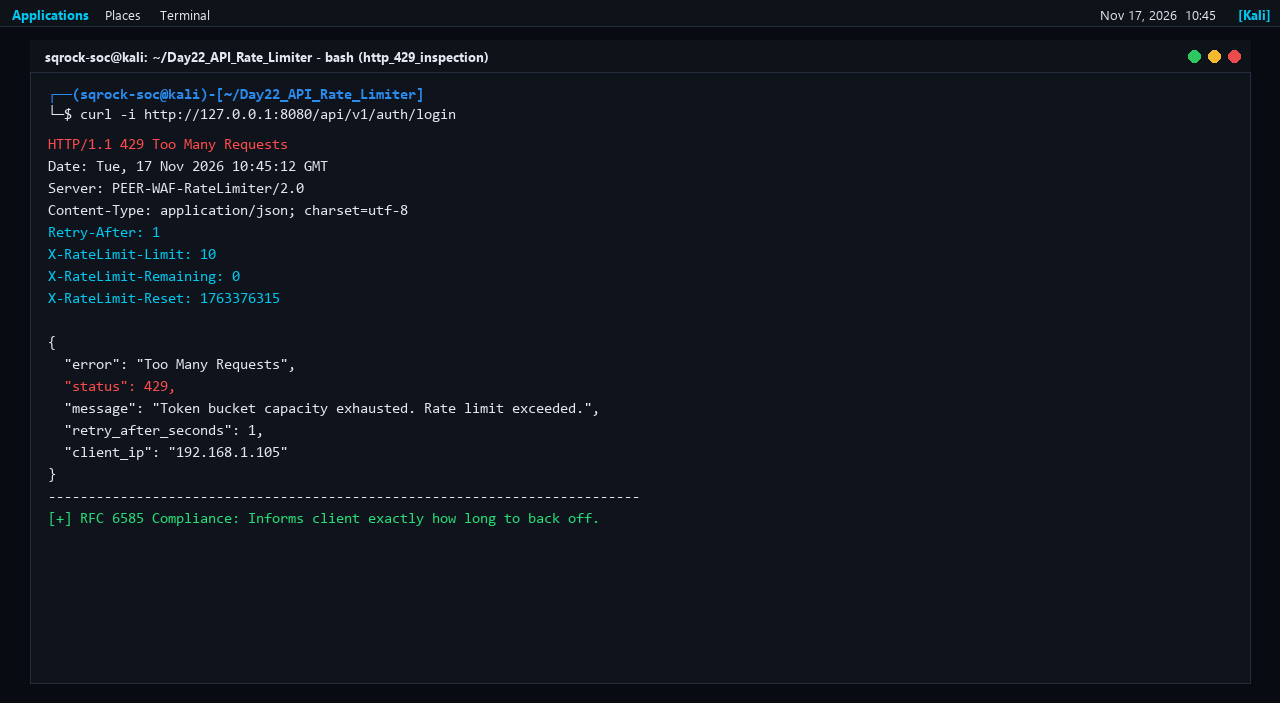 Applications Places Terminal Nov 17, 2026 10:45 [Kali]
sqrock-soc@kali: ~/Day22_API_Rate_Limiter - bash (http_429_inspection)
┌──(sqrock-soc@kali)-[~/Day22_API_Rate_Limiter]
└─$ curl -i http://127.0.0.1:8080/api/v1/auth/login
HTTP/1.1 429 Too Many Requests
Date: Tue, 17 Nov 2026 10:45:12 GMT
Server: PEER-WAF-RateLimiter/2.0
Content-Type: application/json; charset=utf-8
Retry-After: 1
X-RateLimit-Limit: 10
X-RateLimit-Remaining: 0
X-RateLimit-Reset: 1763376315
{
  "error": "Too Many Requests",
  "status": 429,
  "message": "Token bucket capacity exhausted. Rate limit exceeded.",
  "retry_after_seconds": 1,
  "client_ip": "192.168.1.105"
}
--------------------------------------------------------------------------
[+] RFC 6585 Compliance: Informs client exactly how long to back off.